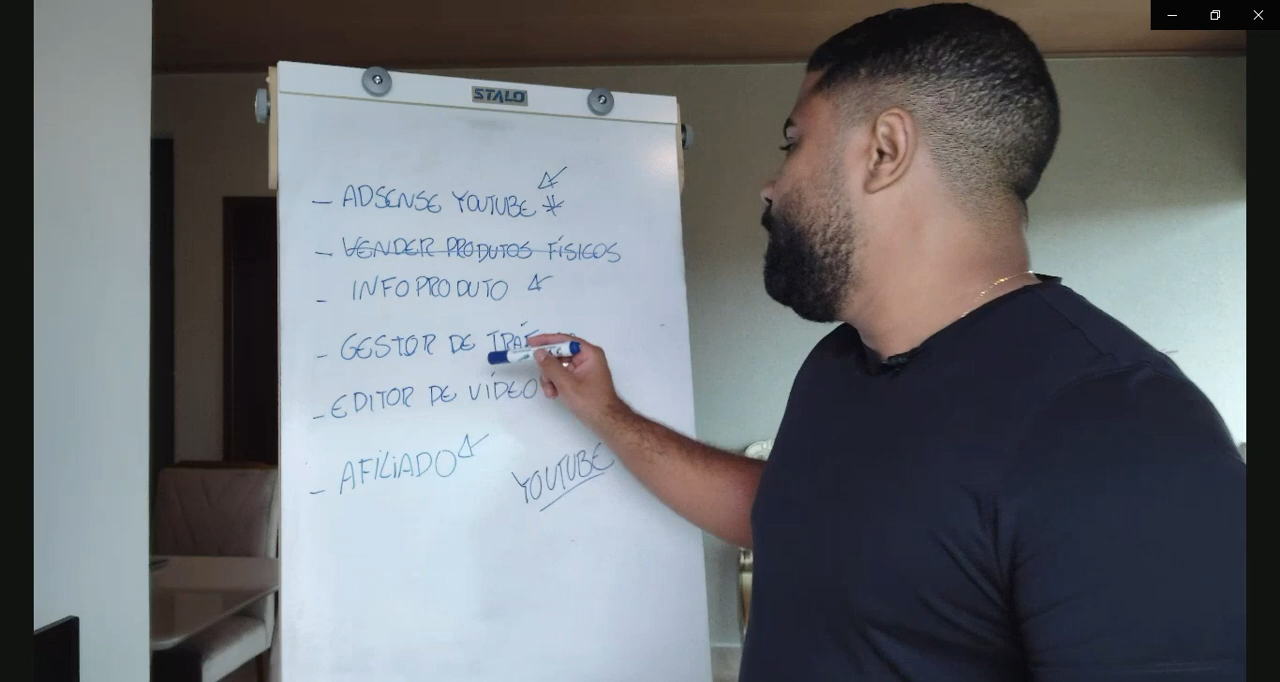 STALO
- ADSENSE YOUTUBE *
- VENDER PRODUTOS FÍSICOS
- INFOPRODUTO
- GESTOR DE
- EDITOR DE VÍDEO
- AFILIADO
YOUTUBE